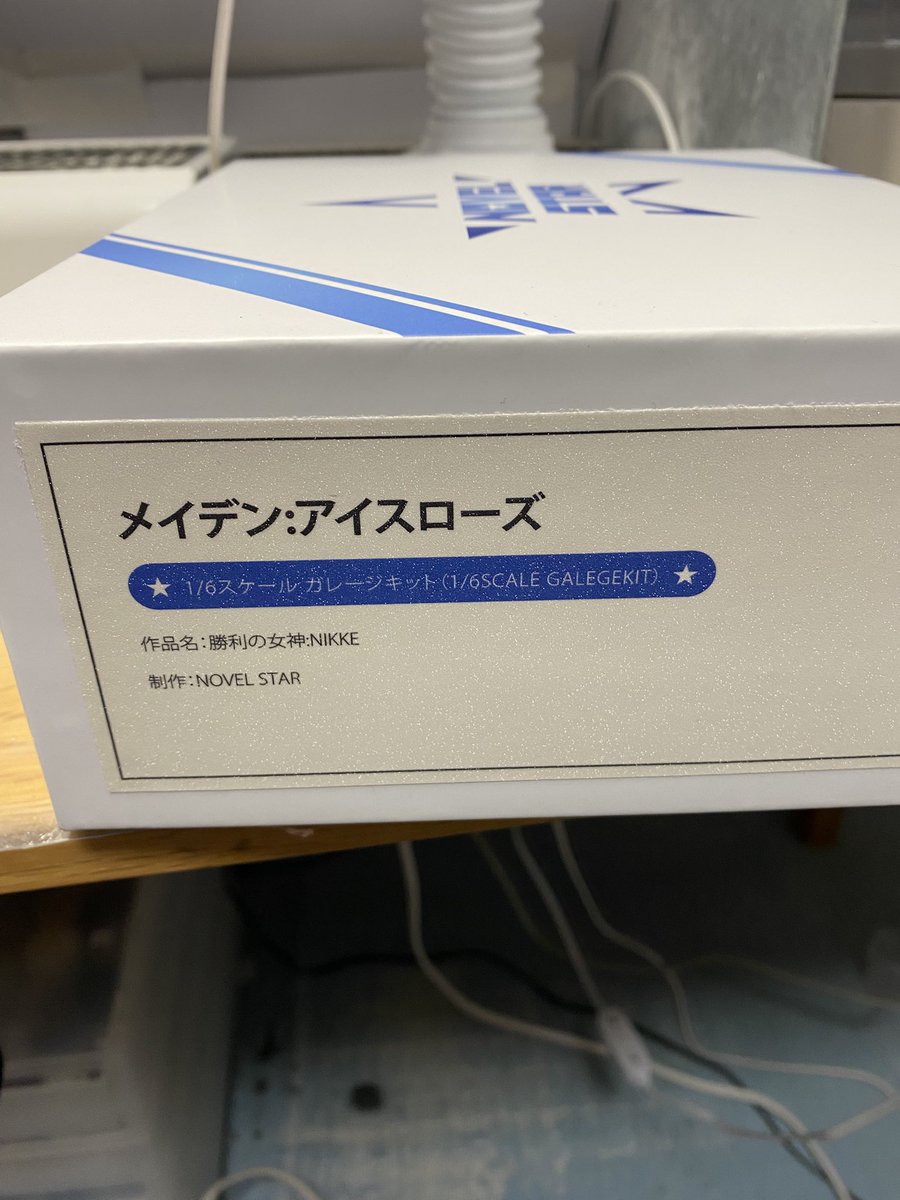 メイデン:アイスローズ
★ 1/6スケール ガレージキット(1/6SCALE GALEGEKIT) ★
作品名:勝利の女神:NIKKE
制作:NOVEL STAR